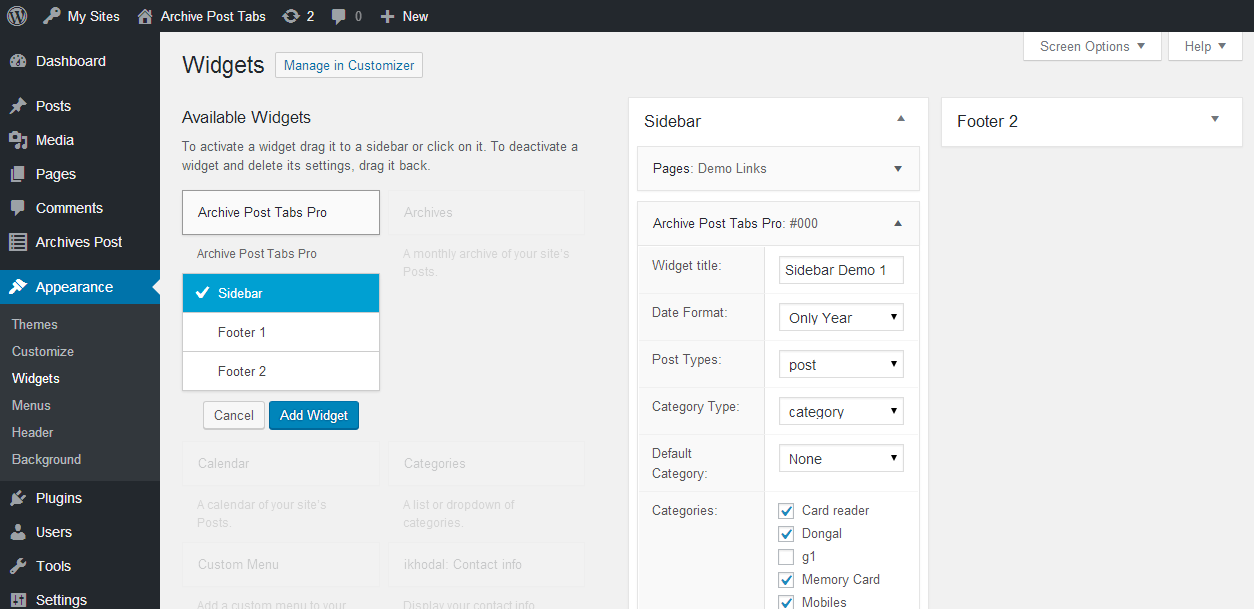 My Sites Archive Post Tabs 2 0 New
Screen Options Help
Dashboard
Posts
Media
Pages
Comments
Archives Post
Appearance
Themes
Customize
Widgets
Menus
Header
Background
Plugins
Users
Tools
Settings
Widgets Manage in Customizer
Available Widgets
To activate a widget drag it to a sidebar or click on it. To deactivate a
widget and delete its settings, drag it back.
Archive Post Tabs Pro
Archive Post Tabs Pro
Sidebar
Footer 1
Footer 2
Cancel Add Widget
Archives
A monthly archive of your site's
Posts.
Calendar
A calendar of your site's
Posts.
Categories
A list or dropdown of
categories.
Custom Menu
Add a custom menu to your
ikhodal: Contact info
Display your contact info
Sidebar
Pages: Demo Links
Archive Post Tabs Pro: #000
Widget title: Sidebar Demo 1
Date Format: Only Year
Post Types: post
Category Type: category
Default
Category: None
Categories: Card reader
Dongal
g1
Memory Card
Mobiles
Footer 2